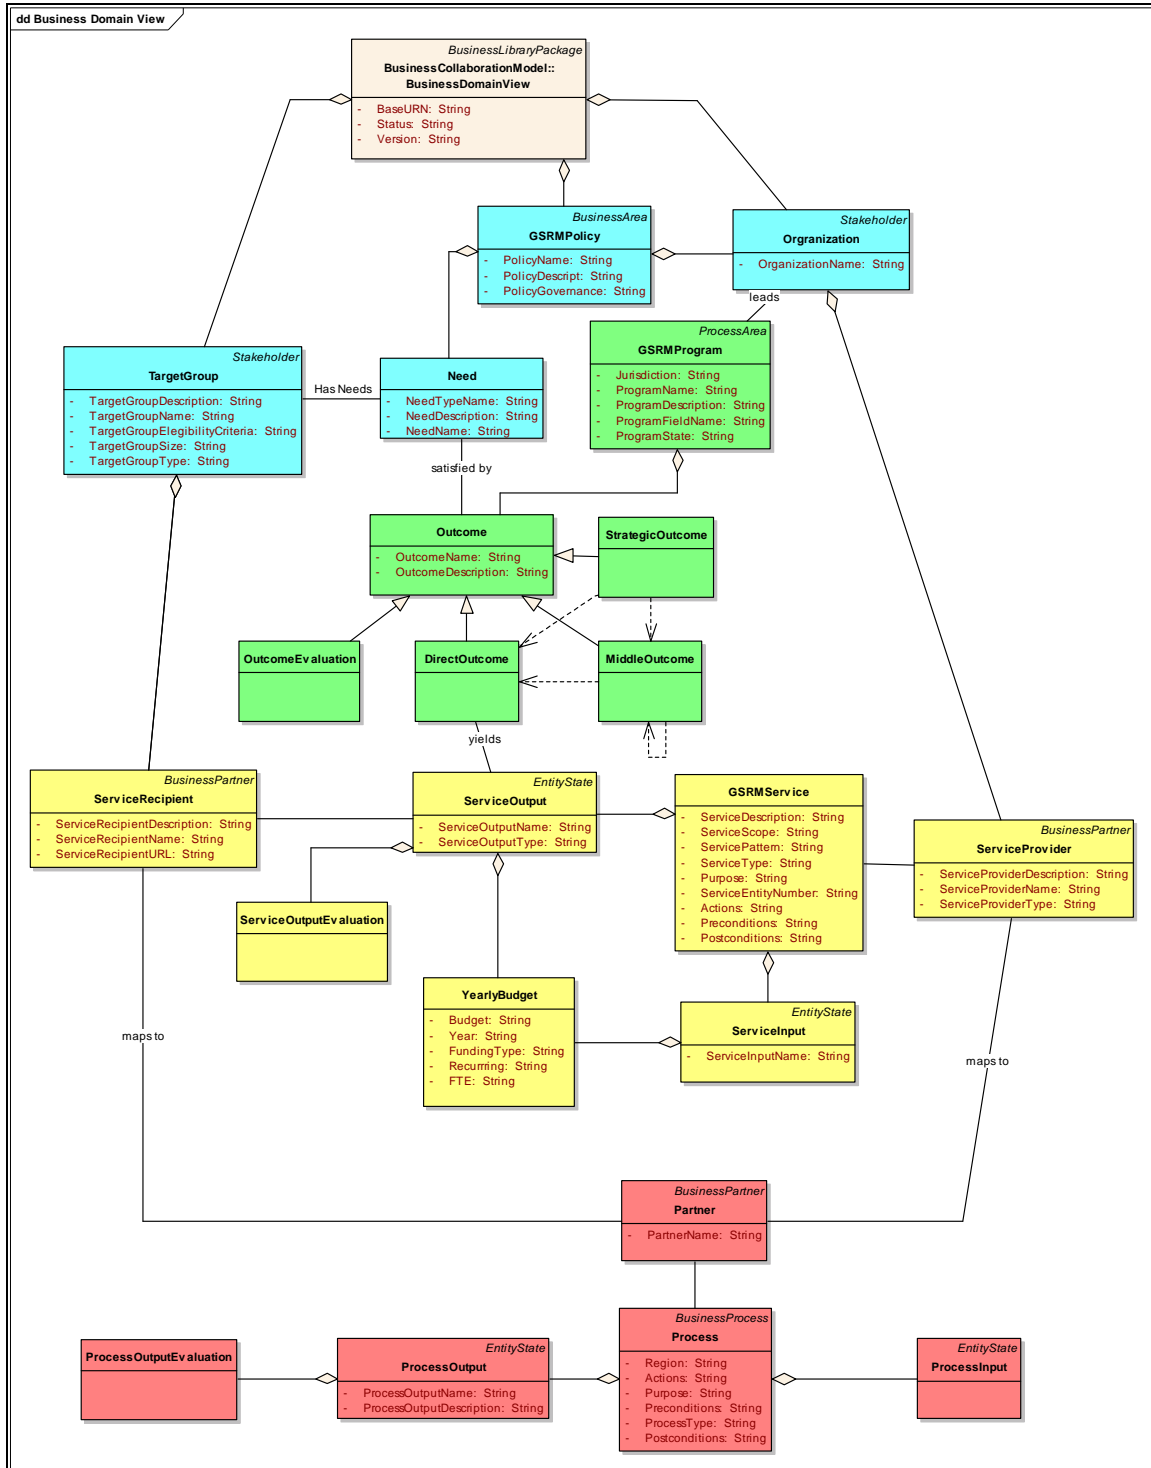 dd Business Domain View
BusinessLibraryPackage
BusinessCollaborationModel::
BusinessDomainView
- BaseURN: String
- Status: String
- Version: String
BusinessArea
GSRMPolicy
- PolicyName: String
- PolicyDescript: String
- PolicyGovernance: String
Stakeholder
Orgranization
- OrganizationName: String
leads
ProcessArea
GSRMProgram
- Jurisdiction: String
- ProgramName: String
- ProgramDescription: String
- ProgramFieldName: String
- ProgramState: String
Stakeholder
TargetGroup
- TargetGroupDescription: String
- TargetGroupName: String
- TargetGroupElegibilityCriteria: String
- TargetGroupSize: String
- TargetGroupType: String
Has Needs
Need
- NeedTypeName: String
- NeedDescription: String
- NeedName: String
satisfied by
Outcome
- OutcomeName: String
- OutcomeDescription: String
StrategicOutcome
OutcomeEvaluation
DirectOutcome
MiddleOutcome
yields
BusinessPartner
ServiceRecipient
- ServiceRecipientDescription: String
- ServiceRecipientName: String
- ServiceRecipientURL: String
EntityState
ServiceOutput
- ServiceOutputName: String
- ServiceOutputType: String
GSRMService
- ServiceDescription: String
- ServiceScope: String
- ServicePattern: String
- ServiceType: String
- Purpose: String
- ServiceEntityNumber: String
- Actions: String
- Preconditions: String
- Postconditions: String
BusinessPartner
ServiceProvider
- ServiceProviderDescription: String
- ServiceProviderName: String
- ServiceProviderType: String
ServiceOutputEvaluation
YearlyBudget
- Budget: String
- Year: String
- FundingType: String
- Recurring: String
- FTE: String
EntityState
ServiceInput
- ServiceInputName: String
maps to
maps to
BusinessPartner
Partner
- PartnerName: String
BusinessProcess
Process
- Region: String
- Actions: String
- Purpose: String
- Preconditions: String
- ProcessType: String
- Postconditions: String
ProcessOutputEvaluation
EntityState
ProcessOutput
- ProcessOutputName: String
- ProcessOutputDescription: String
EntityState
ProcessInput